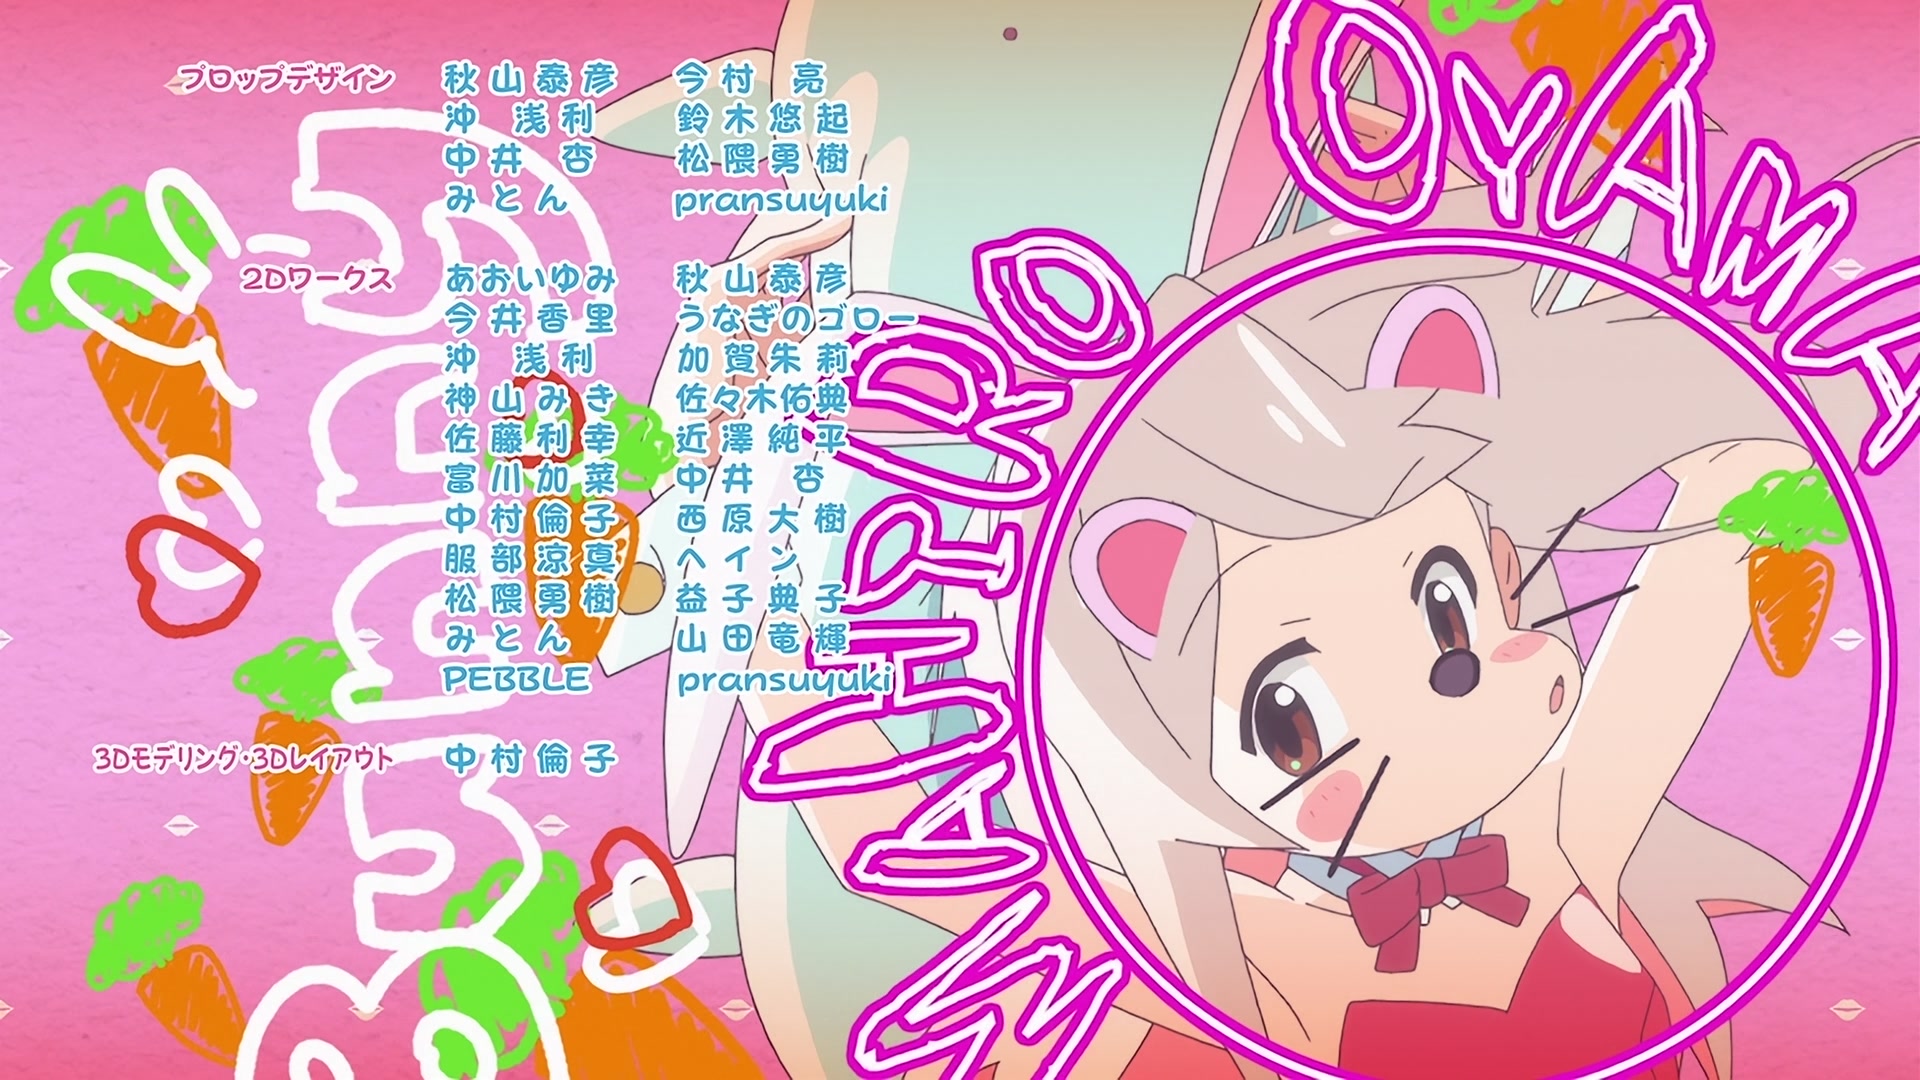 プロップデザイン 秋山泰彦 今村 亮
沖 浅利 鈴木悠起
中井 杏 松隈勇樹
みとん pransuyuki
2Dワークス あおいゆみ 秋山泰彦
今井香里 うなぎのゴロー
沖 浅利 加賀朱莉
神山みき 佐々木佑典
佐藤利幸 近澤純平
富川加菜 中井 杏
中村倫子 西原大樹
服部涼真 ヘイン
松隈勇樹 益子典子
みとん 山田竜輝
PEBBLE pransuyuki
3Dモデリング・3Dレイアウト 中村倫子
MAHIRO OYAMA